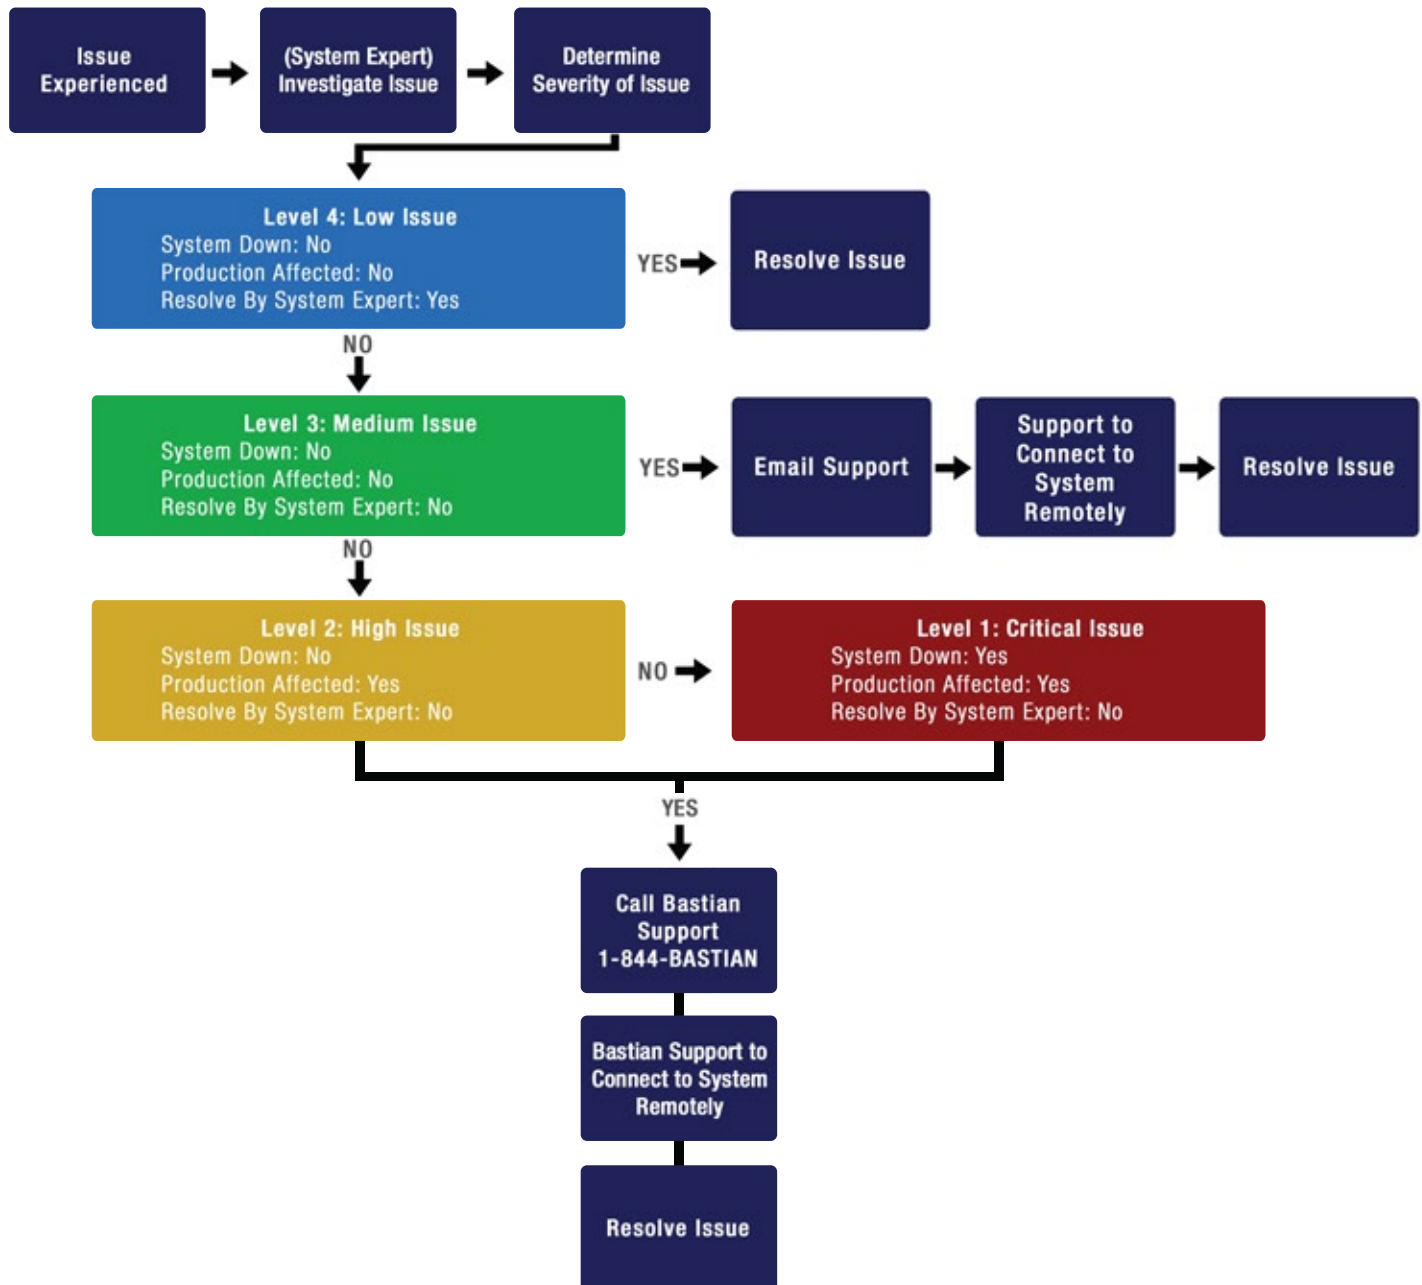 Issue
Experienced
(System Expert)
Investigate Issue
Determine
Severity of Issue
Level 4: Low Issue
System Down: No
Production Affected: No
Resolve By System Expert: Yes
YES
Resolve Issue
NO
Level 3: Medium Issue
System Down: No
Production Affected: No
Resolve By System Expert: No
YES
Email Support
Support to
Connect to
System
Remotely
Resolve Issue
NO
Level 2: High Issue
System Down: No
Production Affected: Yes
Resolve By System Expert: No
NO
Level 1: Critical Issue
System Down: Yes
Production Affected: Yes
Resolve By System Expert: No
YES
Call Bastian
Support
1-844-BASTIAN
Bastian Support to
Connect to System
Remotely
Resolve Issue